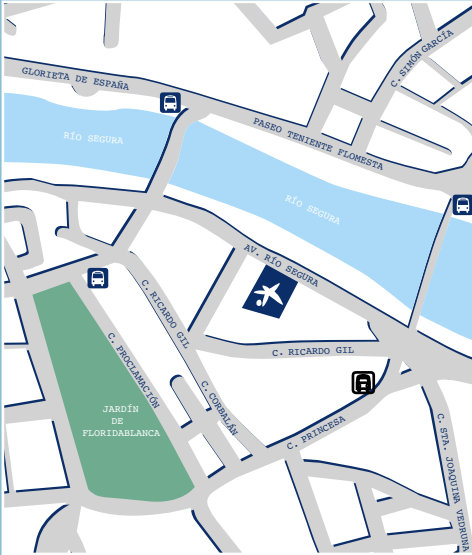 C. SIMÓN GARCÍA
GLORIETA DE ESPAÑA
PASEO TENIENTE FLOMESTA
RÍO SEGURA
RÍO SEGURA
AV. RÍO SEGURA
C. RICARDO GIL
C. RICARDO GIL
C. PROCLAMACIÓN
C. CORBALÁN
JARDÍN
DE
FLORIDABLANCA
C. PRINCESA
C. STA. JOAQUINA VEDRUNA